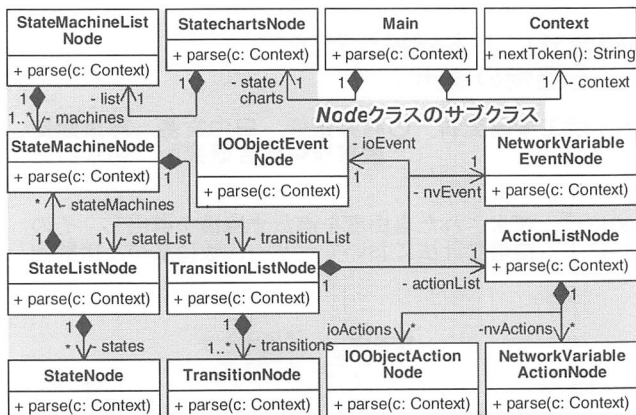 StateMachineList
Node
+ parse(c: Context)
StatechartsNode
+ parse(c: Context)
Main
+ parse(c: Context)
Context
+ nextToken(): String
1
- list
1
1
- state
charts
1
1
1
1
- context
1..*
- machines
Nodeクラスのサブクラス
StateMachineNode
+ parse(c: Context)
1
IOObjectEvent
Node
+ parse(c: Context)
- ioEvent
1
- nvEvent
1
NetworkVariable
EventNode
+ parse(c: Context)
*
- stateMachines
1
1
- stateList
1
- transitionList
StateListNode
+ parse(c: Context)
TransitionListNode
+ parse(c: Context)
1
1
- actionList
ActionListNode
+ parse(c: Context)
1
*
- states
1
1..*
- transitions
1
ioActions
*
-nvActions
*
StateNode
+ parse(c: Context)
TransitionNode
+ parse(c: Context)
IOObjectAction
Node
+ parse(c: Context)
NetworkVariable
ActionNode
+ parse(c: Context)